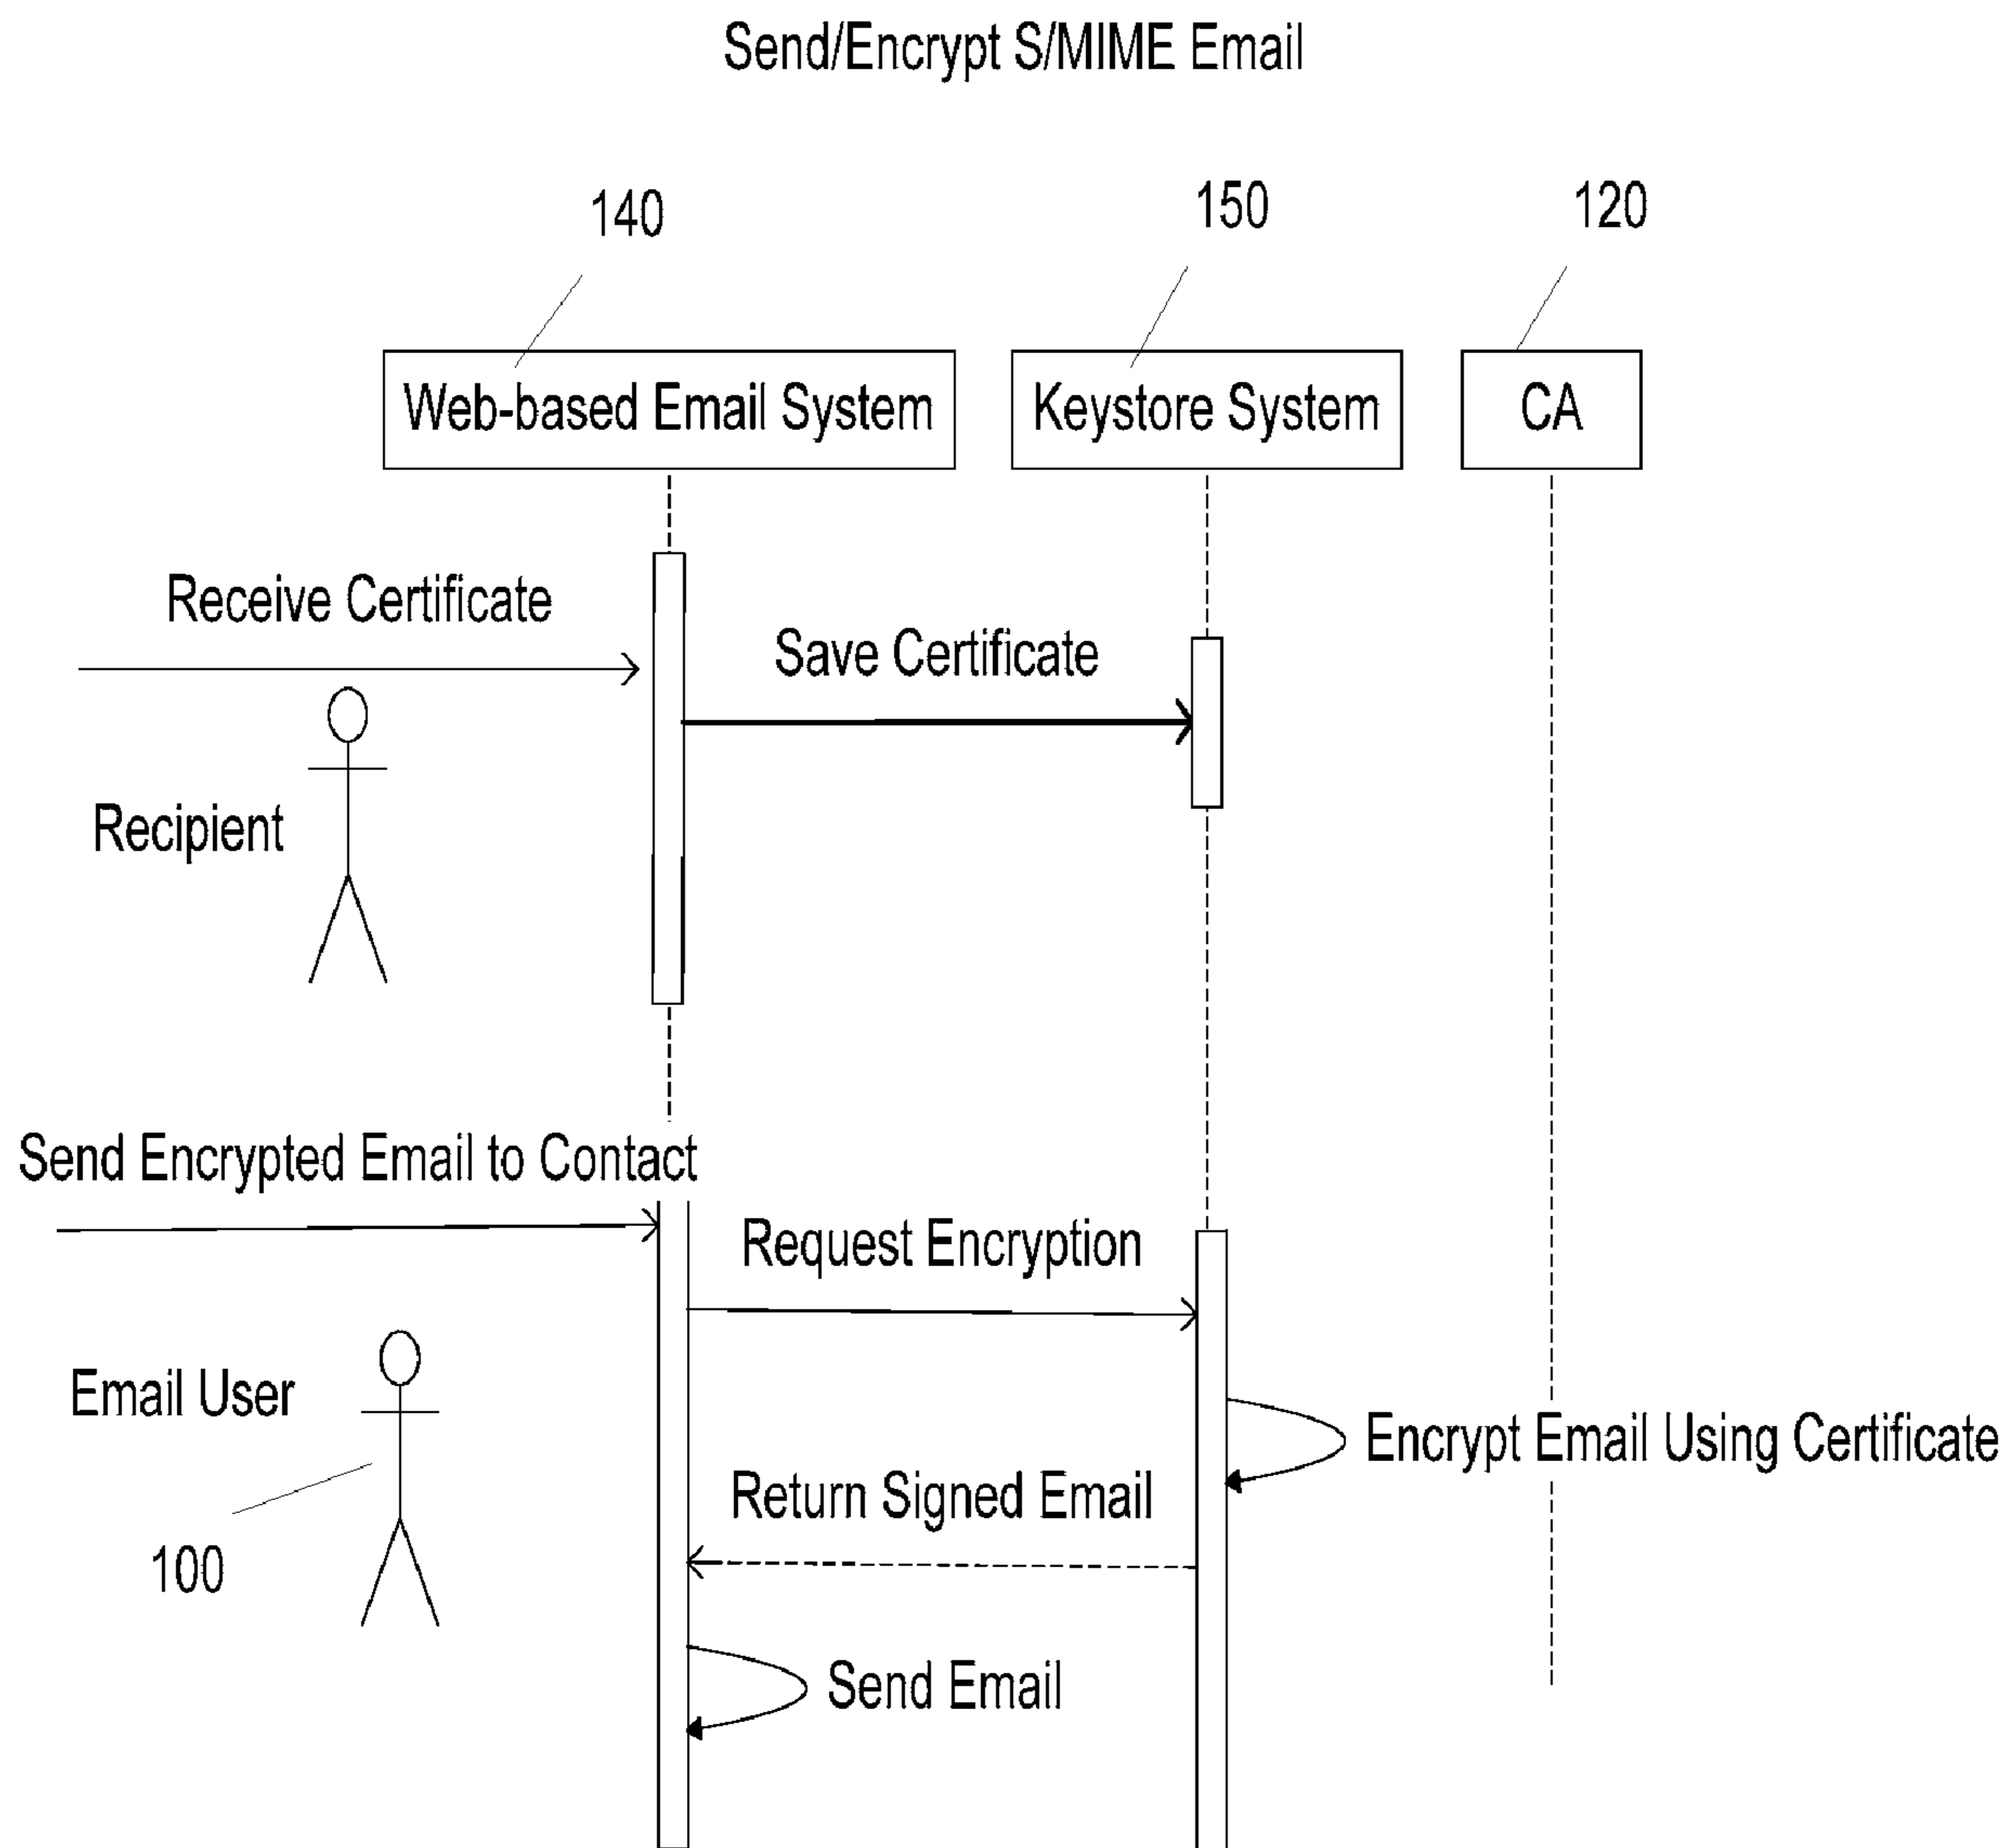 Send/Encrypt S/MIME Email
140
150
120
Web-based Email System
Keystore System
CA
Receive Certificate
Save Certificate
Recipient
Send Encrypted Email to Contact
Request Encryption
Email User
Encrypt Email Using Certificate
Return Signed Email
100
Send Email